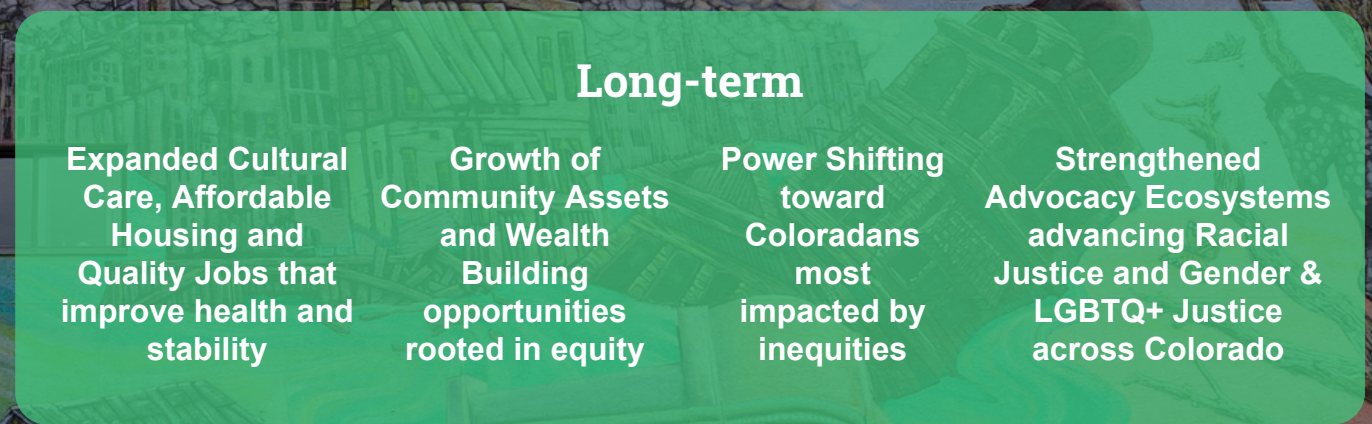 Long-term
Expanded Cultural
Care, Affordable
Housing and
Quality Jobs that
improve health and
stability
Growth of
Community Assets
and Wealth
Building
opportunities
rooted in equity
Power Shifting
toward
Coloradans
most
impacted by
inequities
Strengthened
Advocacy Ecosystems
advancing Racial
Justice and Gender &
LGBTQ+ Justice
across Colorado